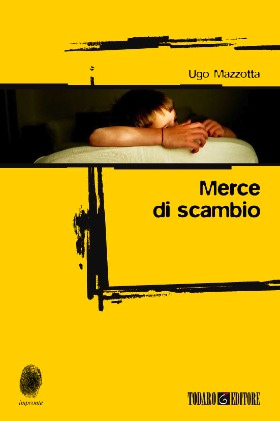 Ugo Mazzotta
Merce
di scambio
impronte
TODARO EDITORE